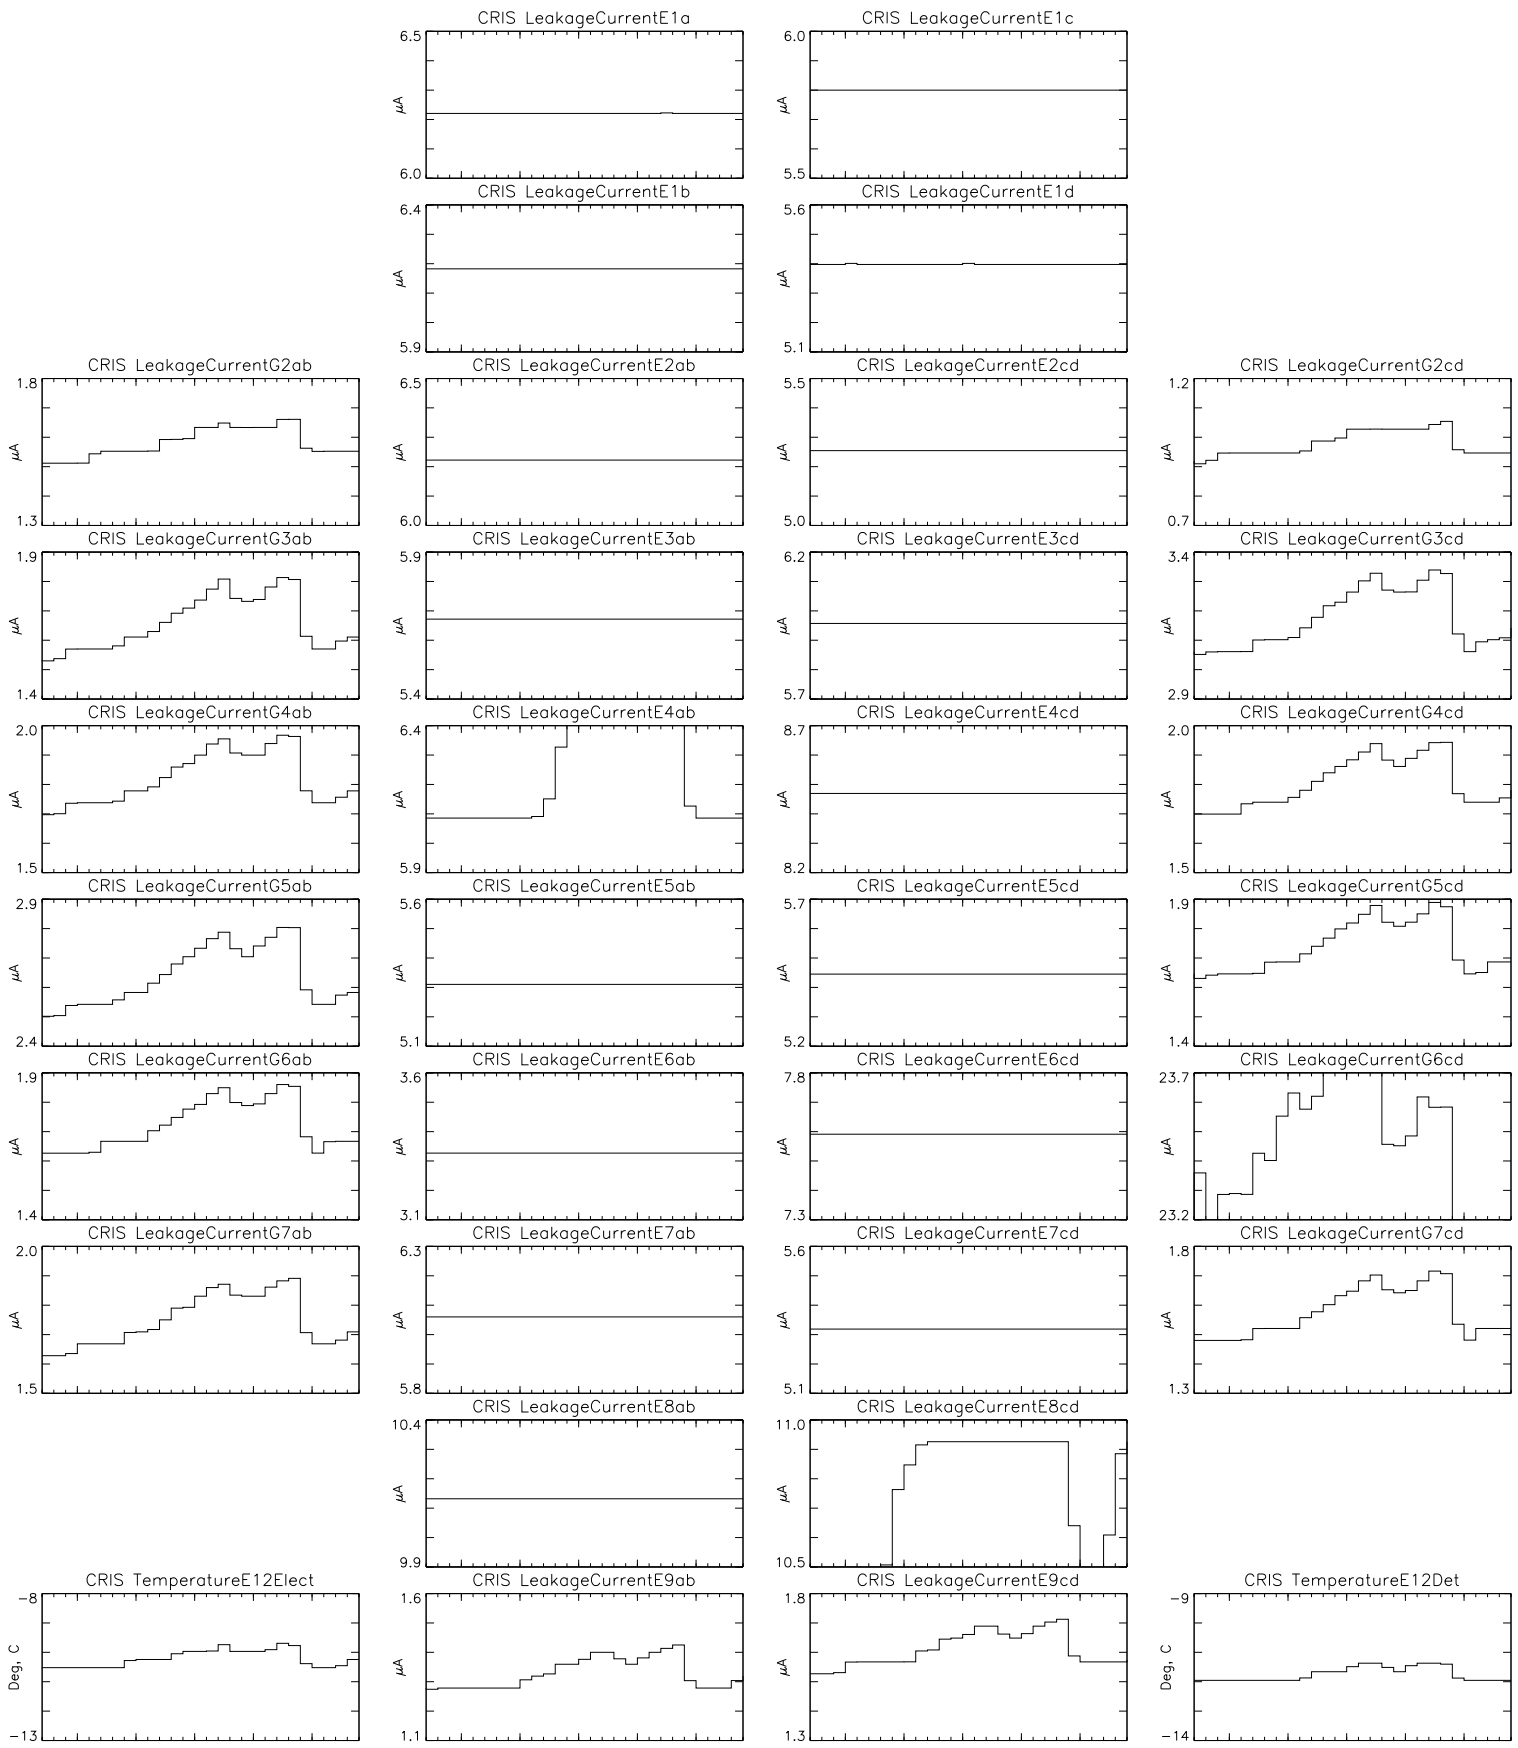 CRIS LeakageCurrentE1a
6.5
μA
6.0
CRIS LeakageCurrentE1c
6.0
μA
5.5
CRIS LeakageCurrentE1b
6.4
μA
5.9
CRIS LeakageCurrentE1d
5.6
μA
5.1
CRIS LeakageCurrentG2ab
1.8
μA
1.3
CRIS LeakageCurrentE2ab
6.5
μA
6.0
CRIS LeakageCurrentE2cd
5.5
μA
5.0
CRIS LeakageCurrentG2cd
1.2
μA
0.7
CRIS LeakageCurrentG3ab
1.9
μA
1.4
CRIS LeakageCurrentE3ab
5.9
μA
5.4
CRIS LeakageCurrentE3cd
6.2
μA
5.7
CRIS LeakageCurrentG3cd
3.4
μA
2.9
CRIS LeakageCurrentG4ab
2.0
μA
1.5
CRIS LeakageCurrentE4ab
6.4
μA
5.9
CRIS LeakageCurrentE4cd
8.7
μA
8.2
CRIS LeakageCurrentG4cd
2.0
μA
1.5
CRIS LeakageCurrentG5ab
2.9
μA
2.4
CRIS LeakageCurrentE5ab
5.6
μA
5.1
CRIS LeakageCurrentE5cd
5.7
μA
5.2
CRIS LeakageCurrentG5cd
1.9
μA
1.4
CRIS LeakageCurrentG6ab
1.9
μA
1.4
CRIS LeakageCurrentE6ab
3.6
μA
3.1
CRIS LeakageCurrentE6cd
7.8
μA
7.3
CRIS LeakageCurrentG6cd
23.7
μA
23.2
CRIS LeakageCurrentG7ab
2.0
μA
1.5
CRIS LeakageCurrentE7ab
6.3
μA
5.8
CRIS LeakageCurrentE7cd
5.6
μA
5.1
CRIS LeakageCurrentG7cd
1.8
μA
1.3
CRIS LeakageCurrentE8ab
10.4
μA
9.9
CRIS LeakageCurrentE8cd
11.0
μA
10.5
CRIS TemperatureE12Elect
-8
Deg, C
-13
CRIS LeakageCurrentE9ab
1.6
μA
1.1
CRIS LeakageCurrentE9cd
1.8
μA
1.3
CRIS TemperatureE12Det
-9
Deg, C
-14